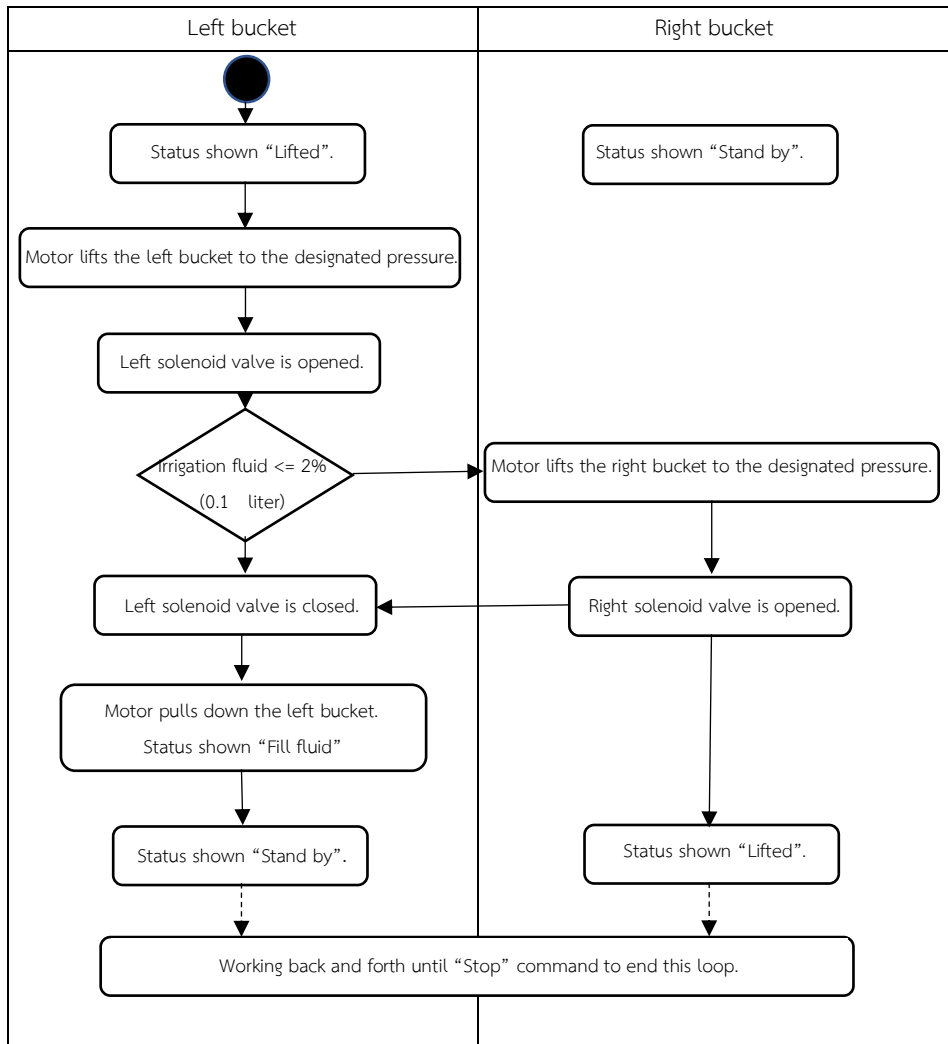 Left bucket
Right bucket
Status shown “Lifted”.
Status shown “Stand by”.
Motor lifts the left bucket to the designated pressure.
Left solenoid valve is opened.
Irrigation fluid <= 2%
(0.1 liter)
Motor lifts the right bucket to the designated pressure.
Left solenoid valve is closed.
Right solenoid valve is opened.
Motor pulls down the left bucket.
Status shown “Fill fluid”
Status shown “Stand by”.
Status shown “Lifted”.
Working back and forth until “Stop” command to end this loop.